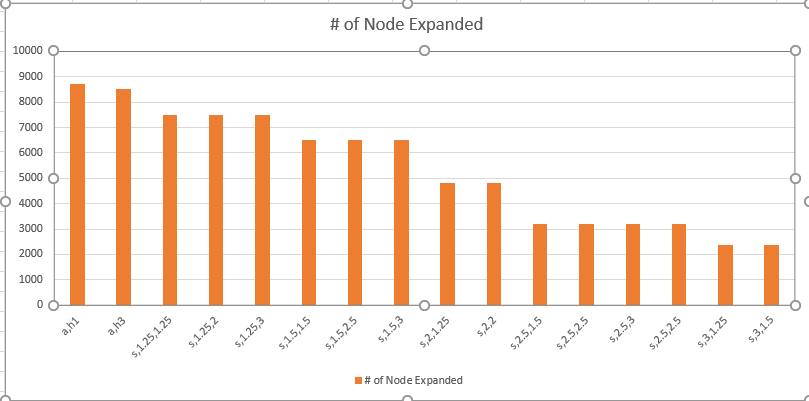 # of Node Expanded
10000
9000
8000
7000
6000
5000
4000
3000
2000
1000
0
a,h1
a,h3
s,1.25,1.25
s,1.25,2
s,1.25,3
s,1.5,1.5
s,1.5,2.5
s,1.5,3
s,2,1.25
s,2,2
s,2.5,1.5
s,2.5,2.5
s,2.5,3
s,2.5,2.5
s,3,1.25
s,3,1.5
# of Node Expanded